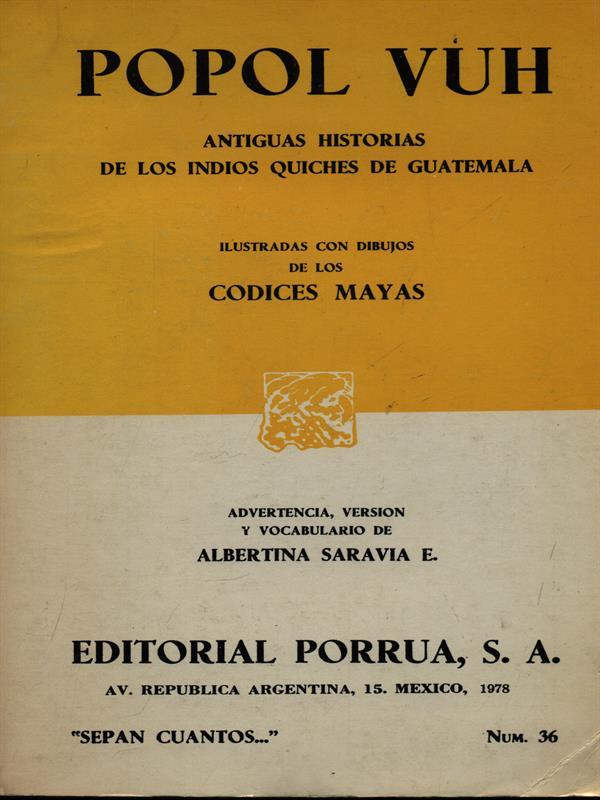 POPOL VUH
ANTIGUAS HISTORIAS
DE LOS INDIOS QUICHES DE GUATEMALA
ILUSTRADAS CON DIBUJOS
DE LOS
CODICES MAYAS
ADVERTENCIA, VERSION
Y VOCABULARIO DE
ALBERTINA SARAVIA E.
EDITORIAL PORRUA, S. A.
AV. REPUBLICA ARGENTINA, 15. MEXICO, 1978
"SEPAN CUANTOS..." NUM. 36